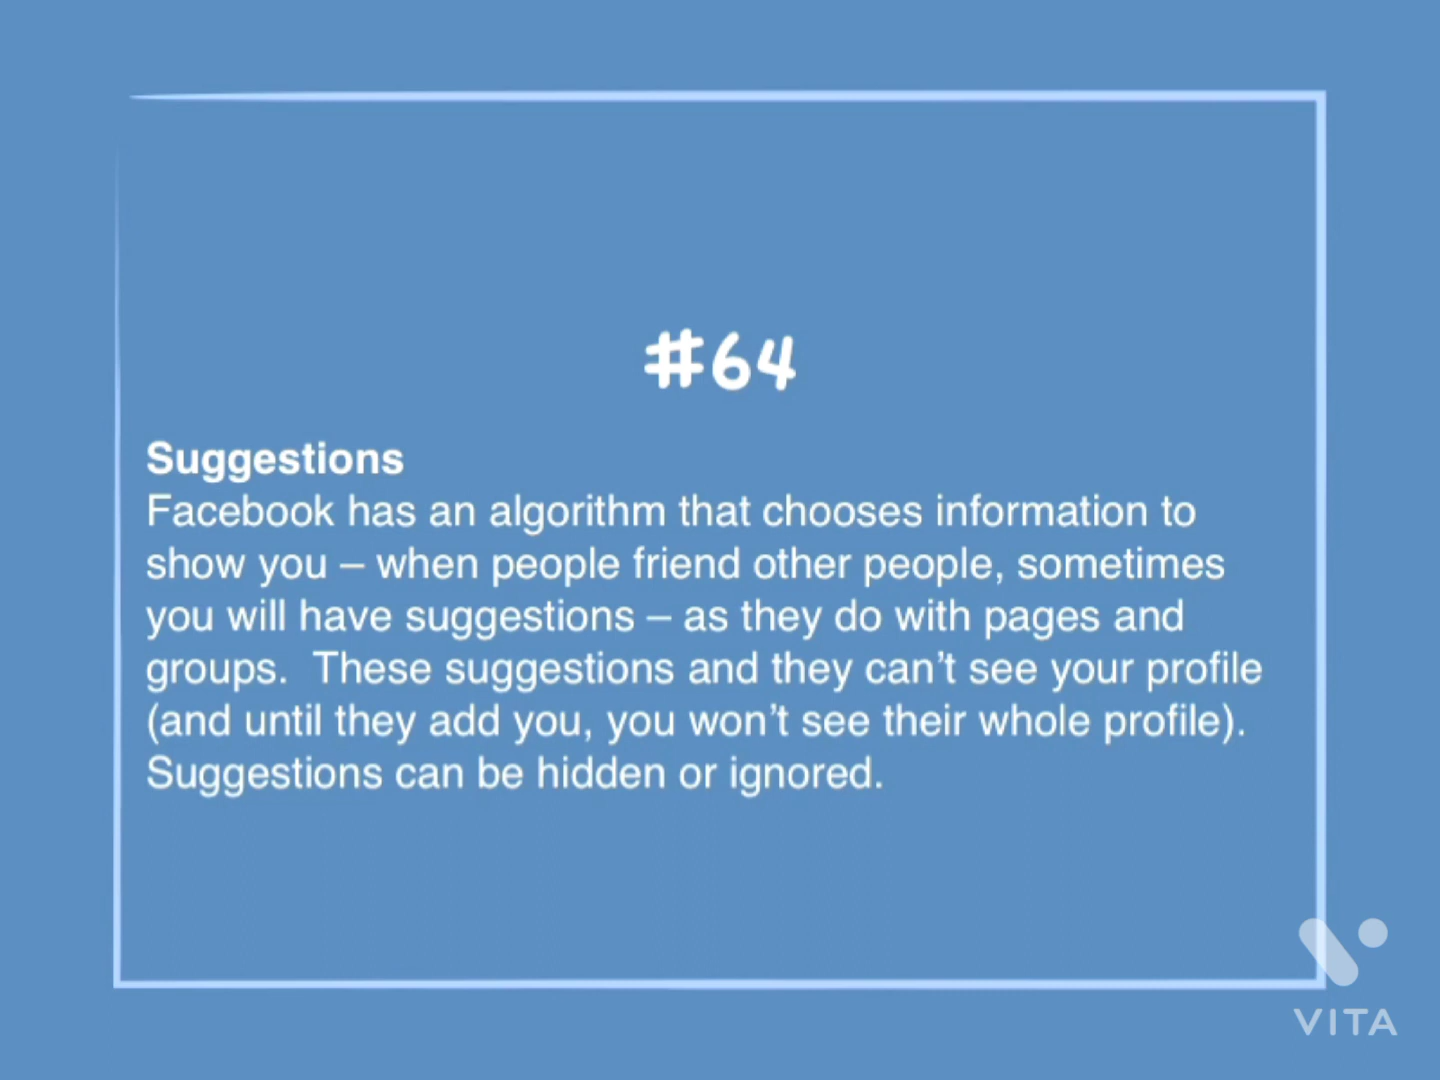 #64
Suggestions
Facebook has an algorithm that chooses information to
show you – when people friend other people, sometimes
you will have suggestions – as they do with pages and
groups.  These suggestions and they can’t see your profile
(and until they add you, you won’t see their whole profile).
Suggestions can be hidden or ignored.
VITA